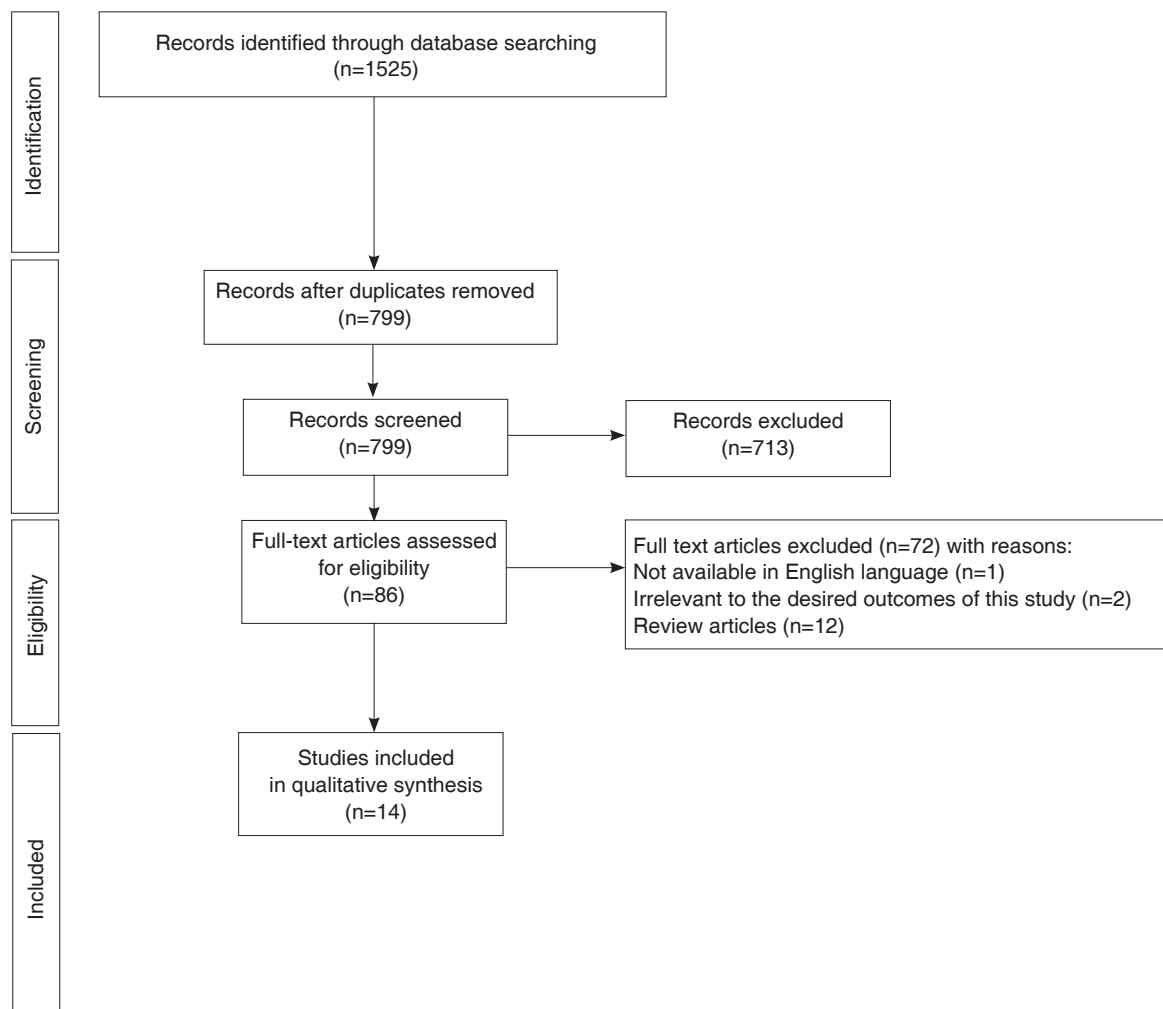 Identification
Records identified through database searching
(n=1525)
Screening
Records after duplicates removed
(n=799)
Records screened
(n=799)
Records excluded
(n=713)
Eligibility
Full-text articles assessed
for eligibility
(n=86)
Full text articles excluded (n=72) with reasons:
Not available in English language (n=1)
Irrelevant to the desired outcomes of this study (n=2)
Review articles (n=12)
Included
Studies included
in qualitative synthesis
(n=14)